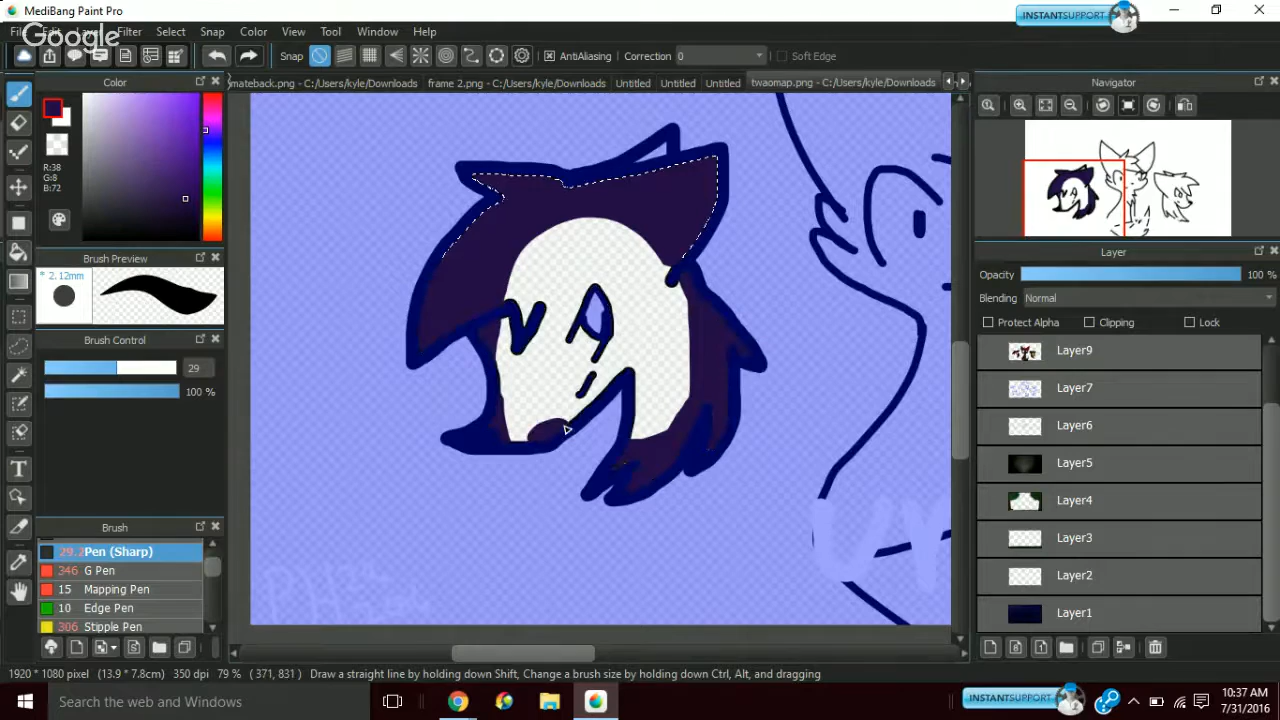 MediBang Paint Pro
INSTANTSUPPORT
Google
File Filter Select Snap Color View Tool Window Help
Snap AntiAliasing Correction 0 Soft Edge
Color
mateback.png - C:/Users/kyle/Downloads frame 2.png - C:/Users/kyle/Downloads Untitled Untitled Untitled twaomap.png - C:/Users/kyle/Downloads
Navigator
R:38
G:8
B:72
Brush Preview
* 2.12mm
Layer
Opacity 100 %
Blending Normal
Protect Alpha Clipping Lock
Brush Control
29
100 %
Layer9
Layer7
Layer6
Layer5
Layer4
Layer3
Layer2
Layer1
Brush
29.2 Pen (Sharp)
346 G Pen
15 Mapping Pen
10 Edge Pen
306 Stipple Pen
T
1920 * 1080 pixel (13.9 * 7.8cm) 350 dpi 79 % ( 371, 831 ) Draw a straight line by holding down Shift, Change a brush size by holding down Ctrl, Alt, and dragging
Search the web and Windows
INSTANTSUPPORT
10:37 AM
7/31/2016